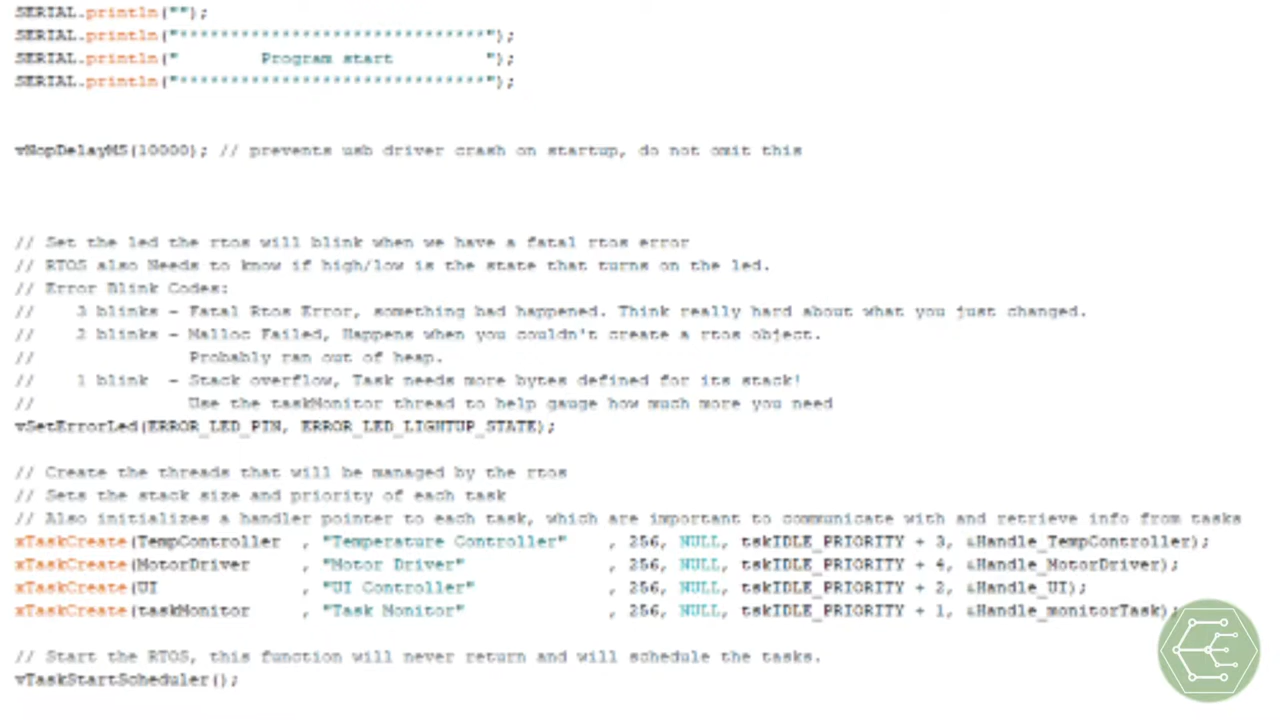 SERIAL.println("");
SERIAL.println("******************************");
SERIAL.println("        Program start         ");
SERIAL.println("******************************");
vNopDelayMS(10000); // prevents usb driver crash on startup, do not omit this
// Set the led the rtos will blink when we have a fatal rtos error
// RTOS also Needs to know if high/low is the state that turns on the led.
// Error Blink Codes:
//    3 blinks - Fatal Rtos Error, something bad happened. Think really hard about what you just changed.
//    2 blinks - Malloc Failed, Happens when you couldn't create a rtos object.
//               Probably ran out of heap.
//    1 blink  - Stack overflow, Task needs more bytes defined for its stack!
//               Use the taskMonitor thread to help gauge how much more you need
vSetErrorLed(ERROR_LED_PIN, ERROR_LED_LIGHTUP_STATE);
// Create the threads that will be managed by the rtos
// Sets the stack size and priority of each task
// Also initializes a handler pointer to each task, which are important to communicate with and retrieve info from tasks
xTaskCreate(TempController  , "Temperature Controller"    , 256, NULL, tskIDLE_PRIORITY + 3, &Handle_TempController);
xTaskCreate(MotorDriver     , "Motor Driver"              , 256, NULL, tskIDLE_PRIORITY + 4, &Handle_MotorDriver);
xTaskCreate(UI              , "UI Controller"             , 256, NULL, tskIDLE_PRIORITY + 2, &Handle_UI);
xTaskCreate(taskMonitor     , "Task Monitor"              , 256, NULL, tskIDLE_PRIORITY + 1, &Handle_monitorTask);
// Start the RTOS, this function will never return and will schedule the tasks.
vTaskStartScheduler();